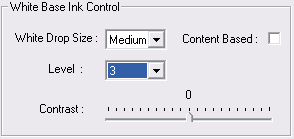 White Base Ink Control
White Drop Size : Medium Content Based :
Level : 3
0
Contrast :